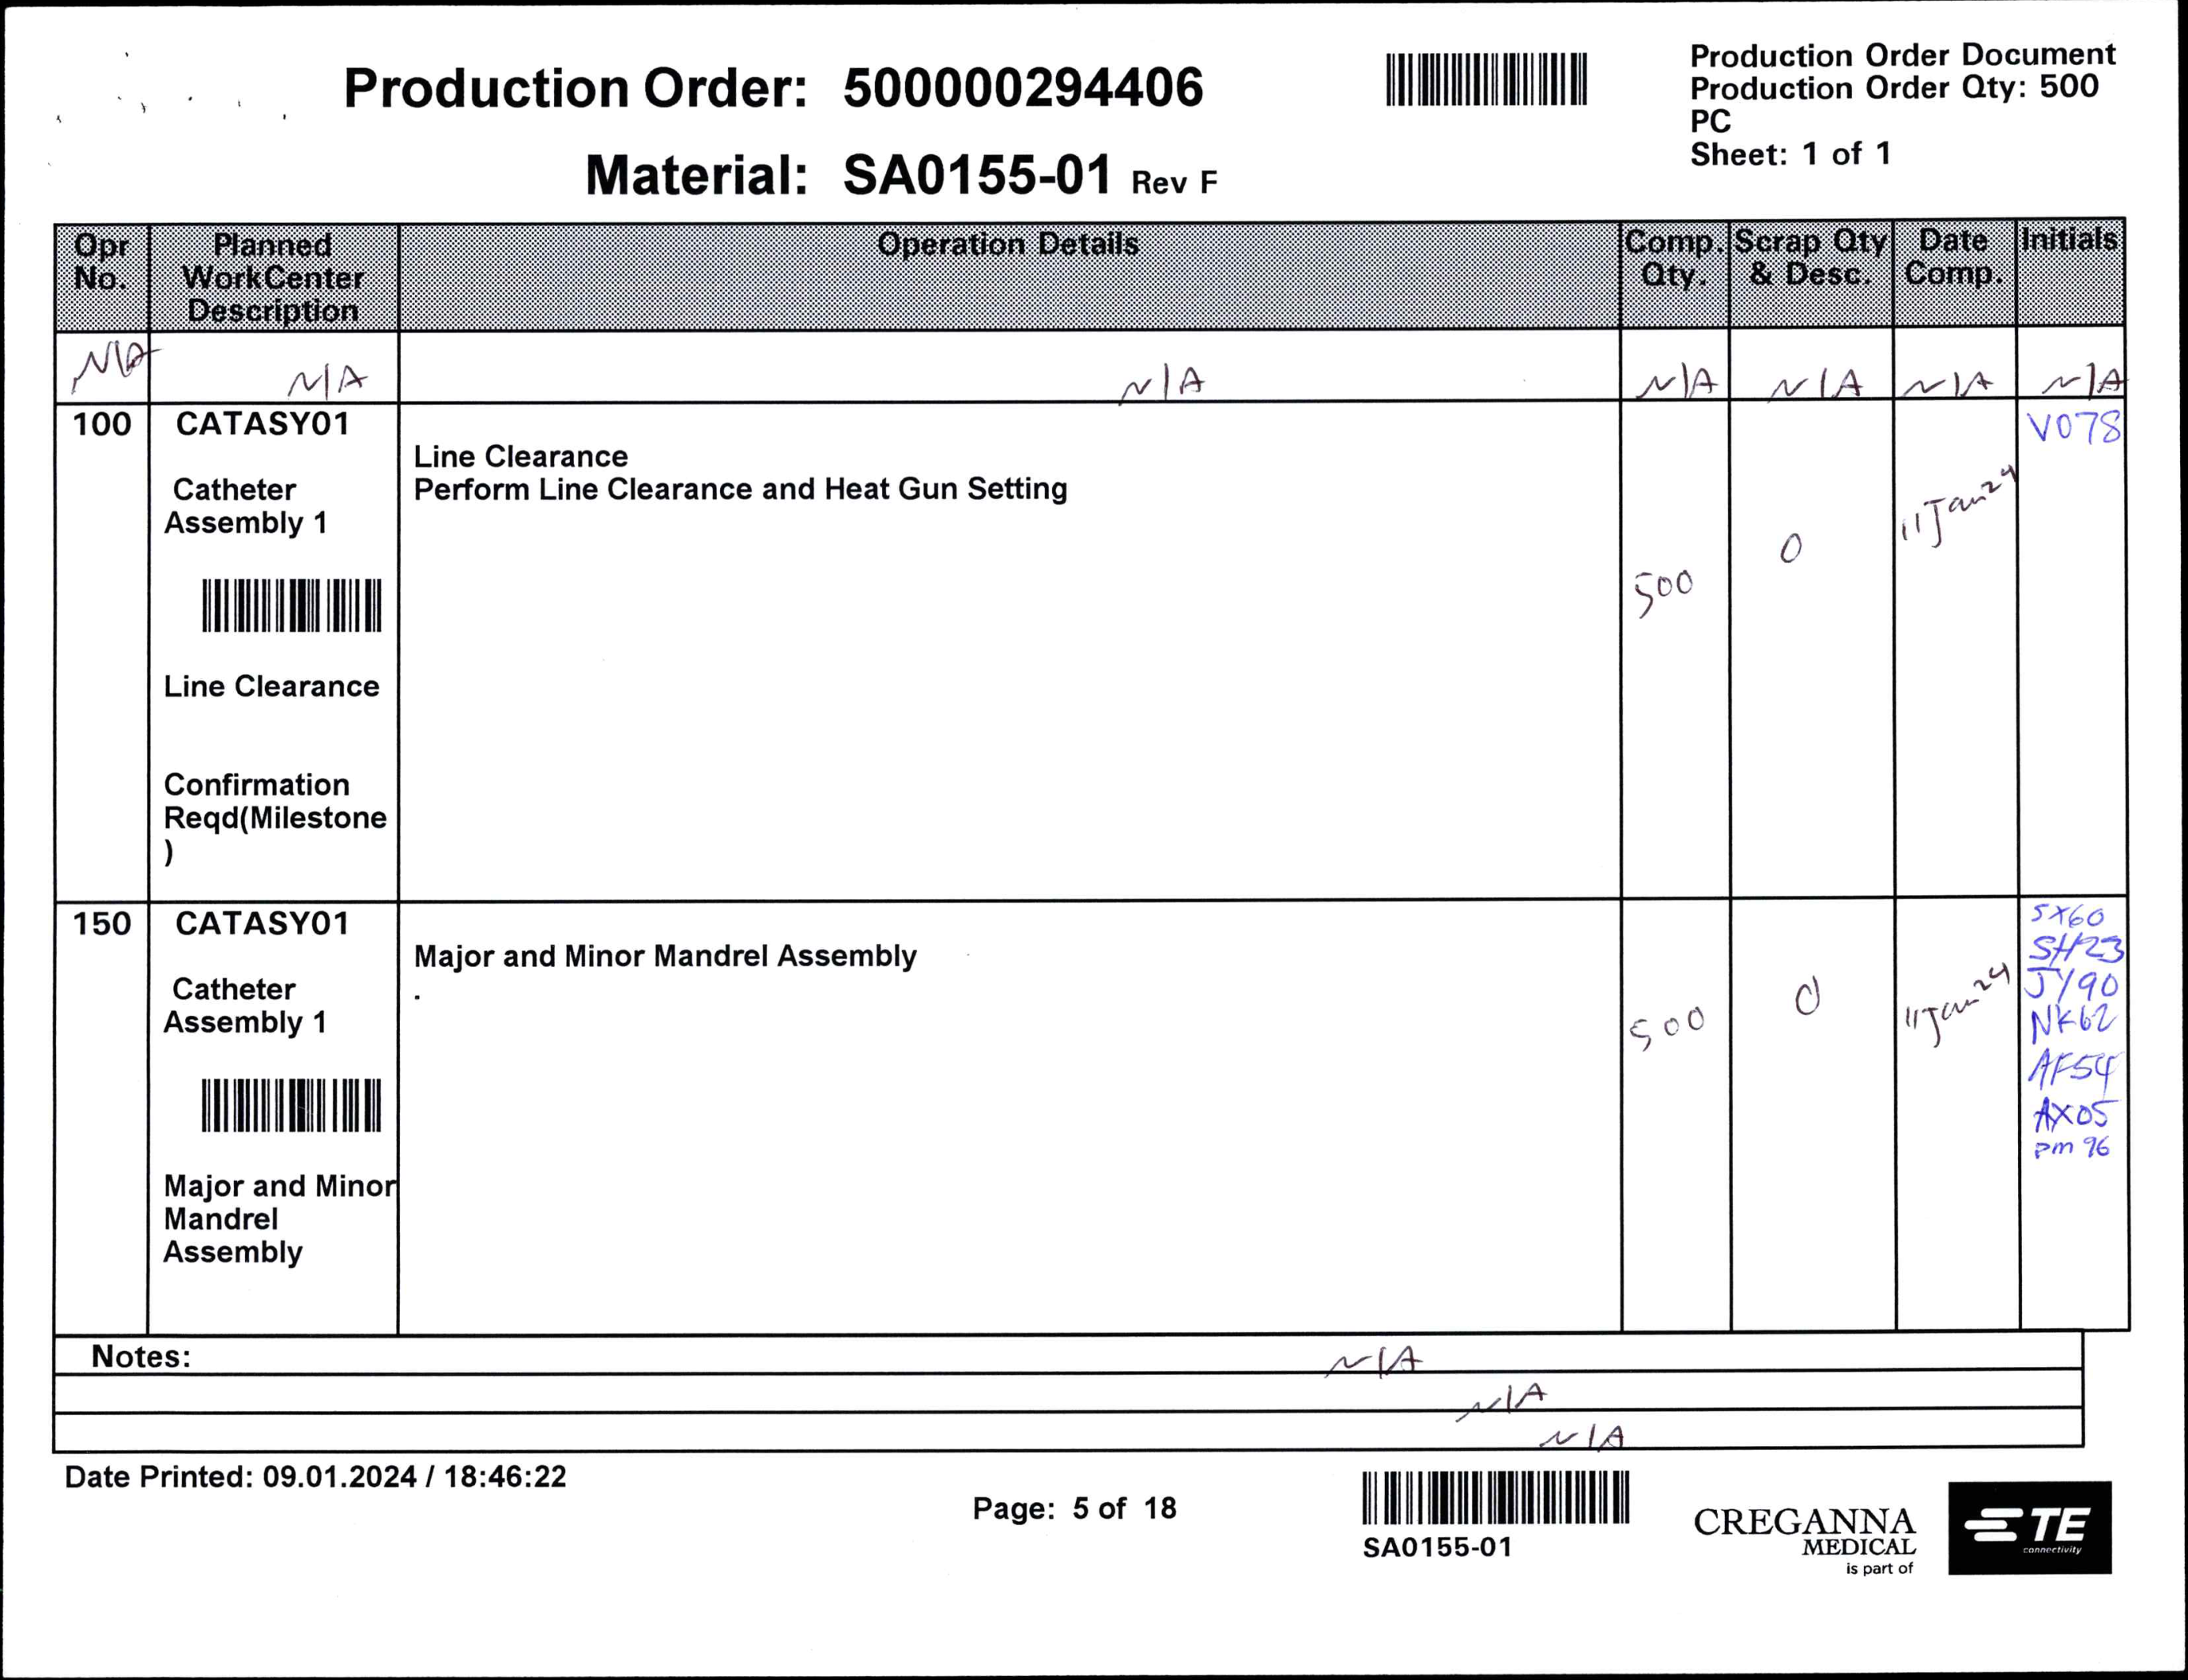 Production Order: 500000294406
Material: SA0155-01 Rev F
Production Order Document
Production Order Qty: 500
PC
Sheet: 1 of 1
Opr No.
Planned WorkCenter Description
Operation Details
Comp. Qty.
Scrap Qty & Desc.
Date Comp.
Initials
N/A N/A N/A N/A N/A N/A N/A
100
CATASY01
Catheter
Assembly 1
Line Clearance
Confirmation
Reqd(Milestone
)
Line Clearance
Perform Line Clearance and Heat Gun Setting
500
0
11Jan24
V078
150
CATASY01
Catheter
Assembly 1
Major and Minor
Mandrel
Assembly
Major and Minor Mandrel Assembly
.
500
0
11Jan24
SX60
SH23
JY90
NK62
AF54
AX05
pm 96
Notes: N/A
N/A
N/A
Date Printed: 09.01.2024 / 18:46:22
Page: 5 of 18
SA0155-01
CREGANNA
MEDICAL
is part of
TE
connectivity